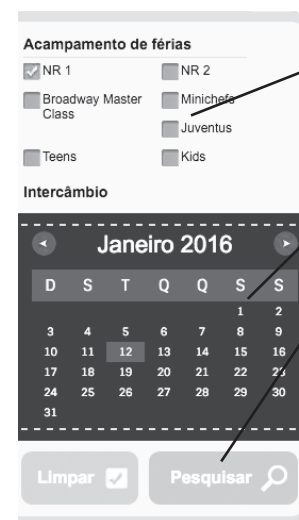 Acampamento de férias
NR 1 NR 2
Broadway Master Class Minichefs
Juventus
Teens Kids
Intercâmbio
Janeiro 2016
D S T Q Q S S
1 2
3 4 5 6 7 8 9
10 11 12 13 14 15 16
17 18 19 20 21 22 23
24 25 26 27 28 29 30
31
Limpar Pesquisar